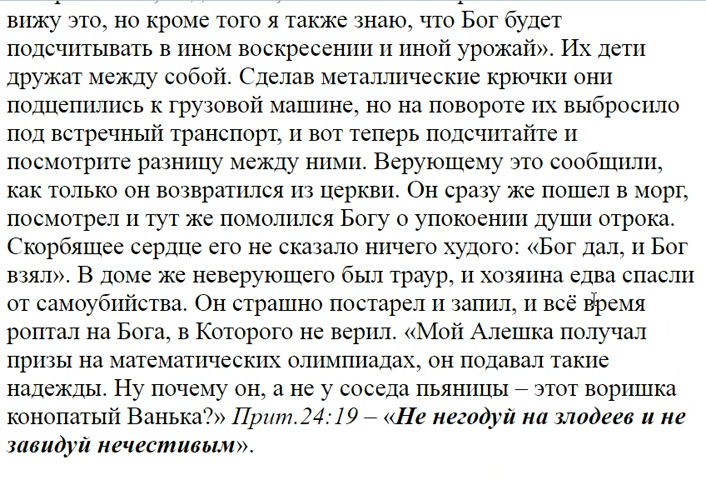 вижу это, но кроме того я также знаю, что Бог будет
подсчитывать в ином воскресении и иной урожай». Их дети
дружат между собой. Сделав металлические крючки они
подцепились к грузовой машине, но на повороте их выбросило
под встречный транспорт, и вот теперь подсчитайте и
посмотрите разницу между ними. Верующему это сообщили,
как только он возвратился из церкви. Он сразу же пошел в морг,
посмотрел и тут же помолился Богу о упокоении души отрока.
Скорбящее сердце его не сказало ничего худого: «Бог дал, и Бог
взял». В доме же неверующего был траур, и хозяина едва спасли
от самоубийства. Он страшно постарел и запил, и всё время
роптал на Бога, в Которого не верил. «Мой Алешка получал
призы на математических олимпиадах, он подавал такие
надежды. Ну почему он, а не у соседа пьяницы – этот воришка
конопатый Ванька?» Прит.24:19 – «Не негодуй на злодеев и не
завидуй нечестивым».